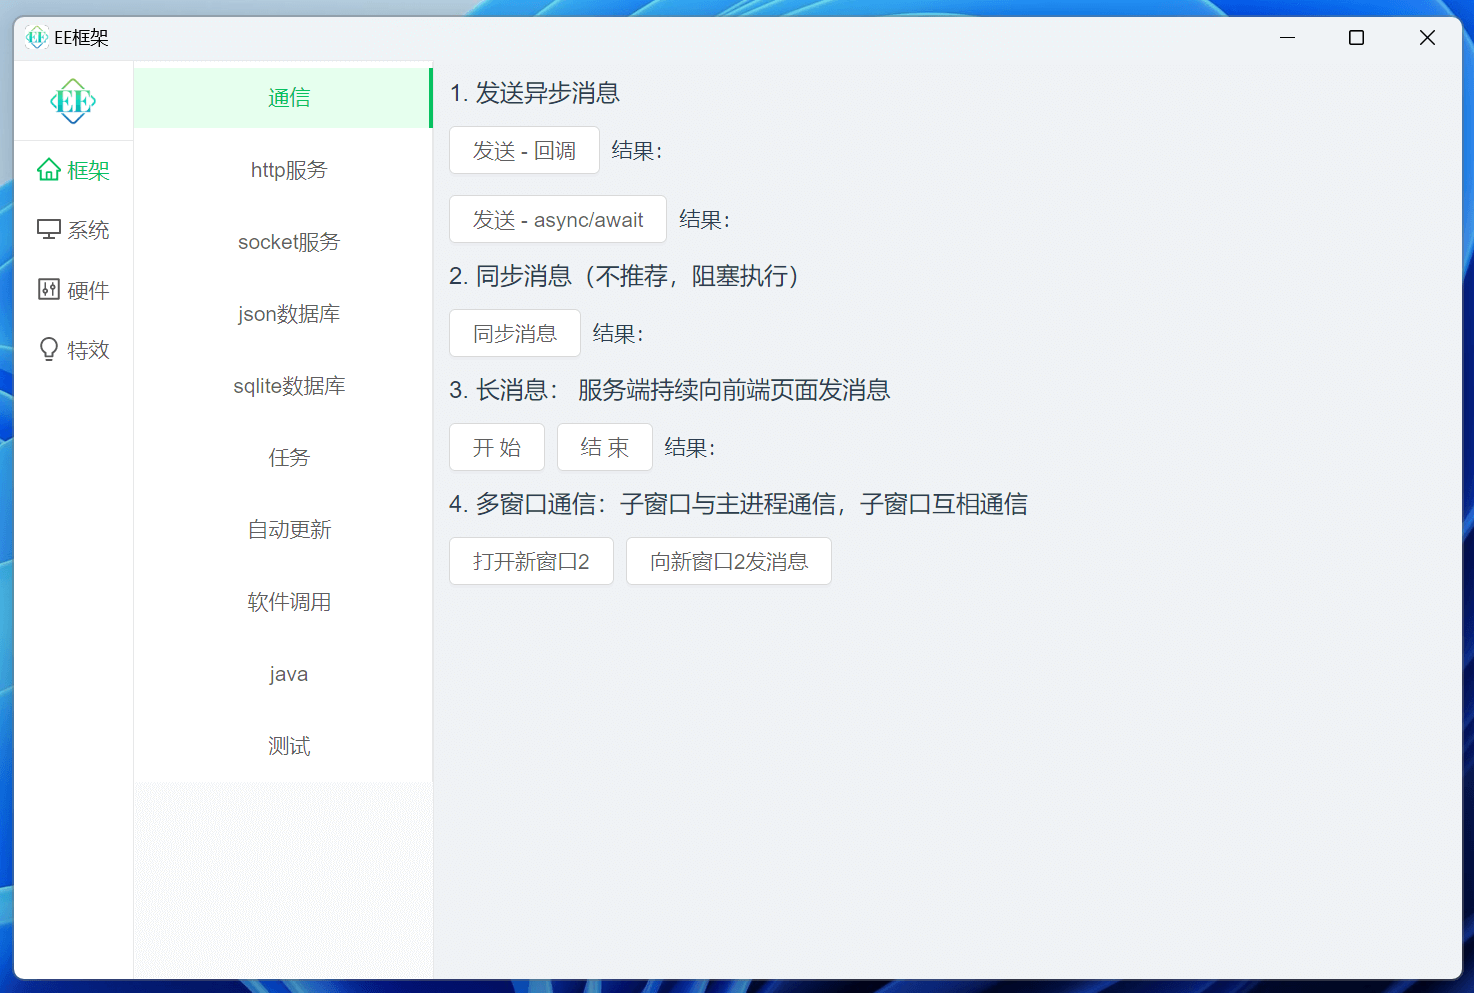 EE框架
EE
框架
系统
硬件
特效
通信
http服务
socket服务
json数据库
sqlite数据库
任务
自动更新
软件调用
java
测试
1. 发送异步消息
发送 - 回调 结果：
发送 - async/await 结果：
2. 同步消息（不推荐，阻塞执行）
同步消息 结果：
3. 长消息： 服务端持续向前端页面发消息
开 始 结 束 结果：
4. 多窗口通信：子窗口与主进程通信，子窗口互相通信
打开新窗口2 向新窗口2发消息